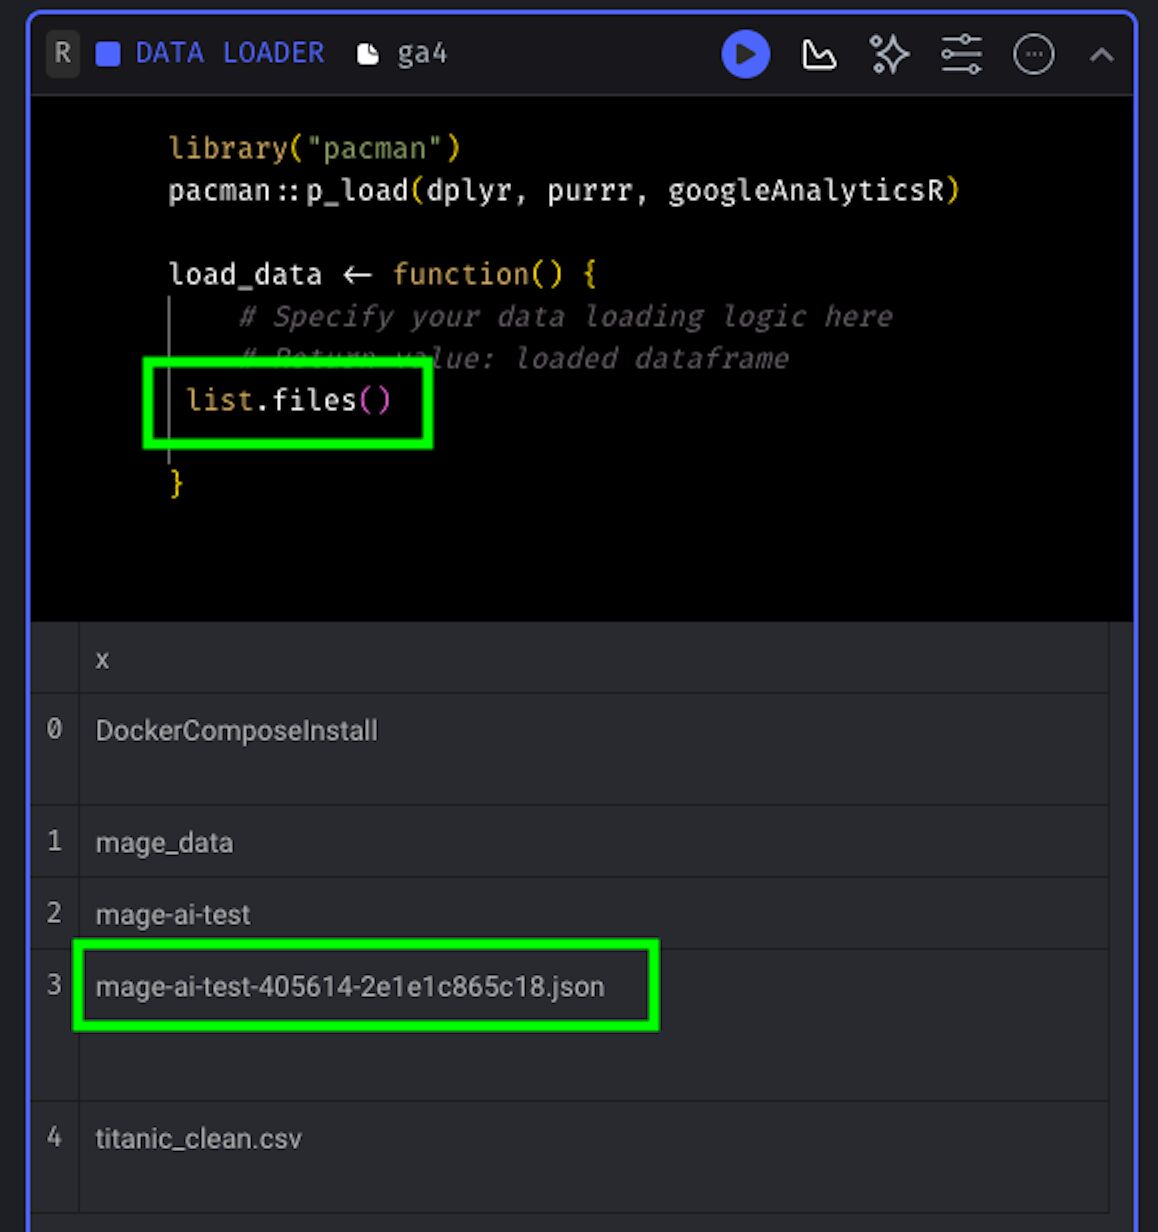 R DATA LOADER ga4
library("pacman")
pacman::p_load(dplyr, purrr, googleAnalyticsR)
load_data <- function() {
# Specify your data loading logic here
# Return value: loaded dataframe
list.files()
}
x
0 DockerComposeInstall
1 mage_data
2 mage-ai-test
3 mage-ai-test-405614-2e1e1c865c18.json
4 titanic_clean.csv